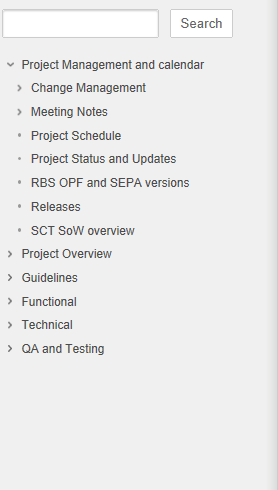 Search
Project Management and calendar
Change Management
Meeting Notes
Project Schedule
Project Status and Updates
RBS OPF and SEPA versions
Releases
SCT SoW overview
Project Overview
Guidelines
Functional
Technical
QA and Testing